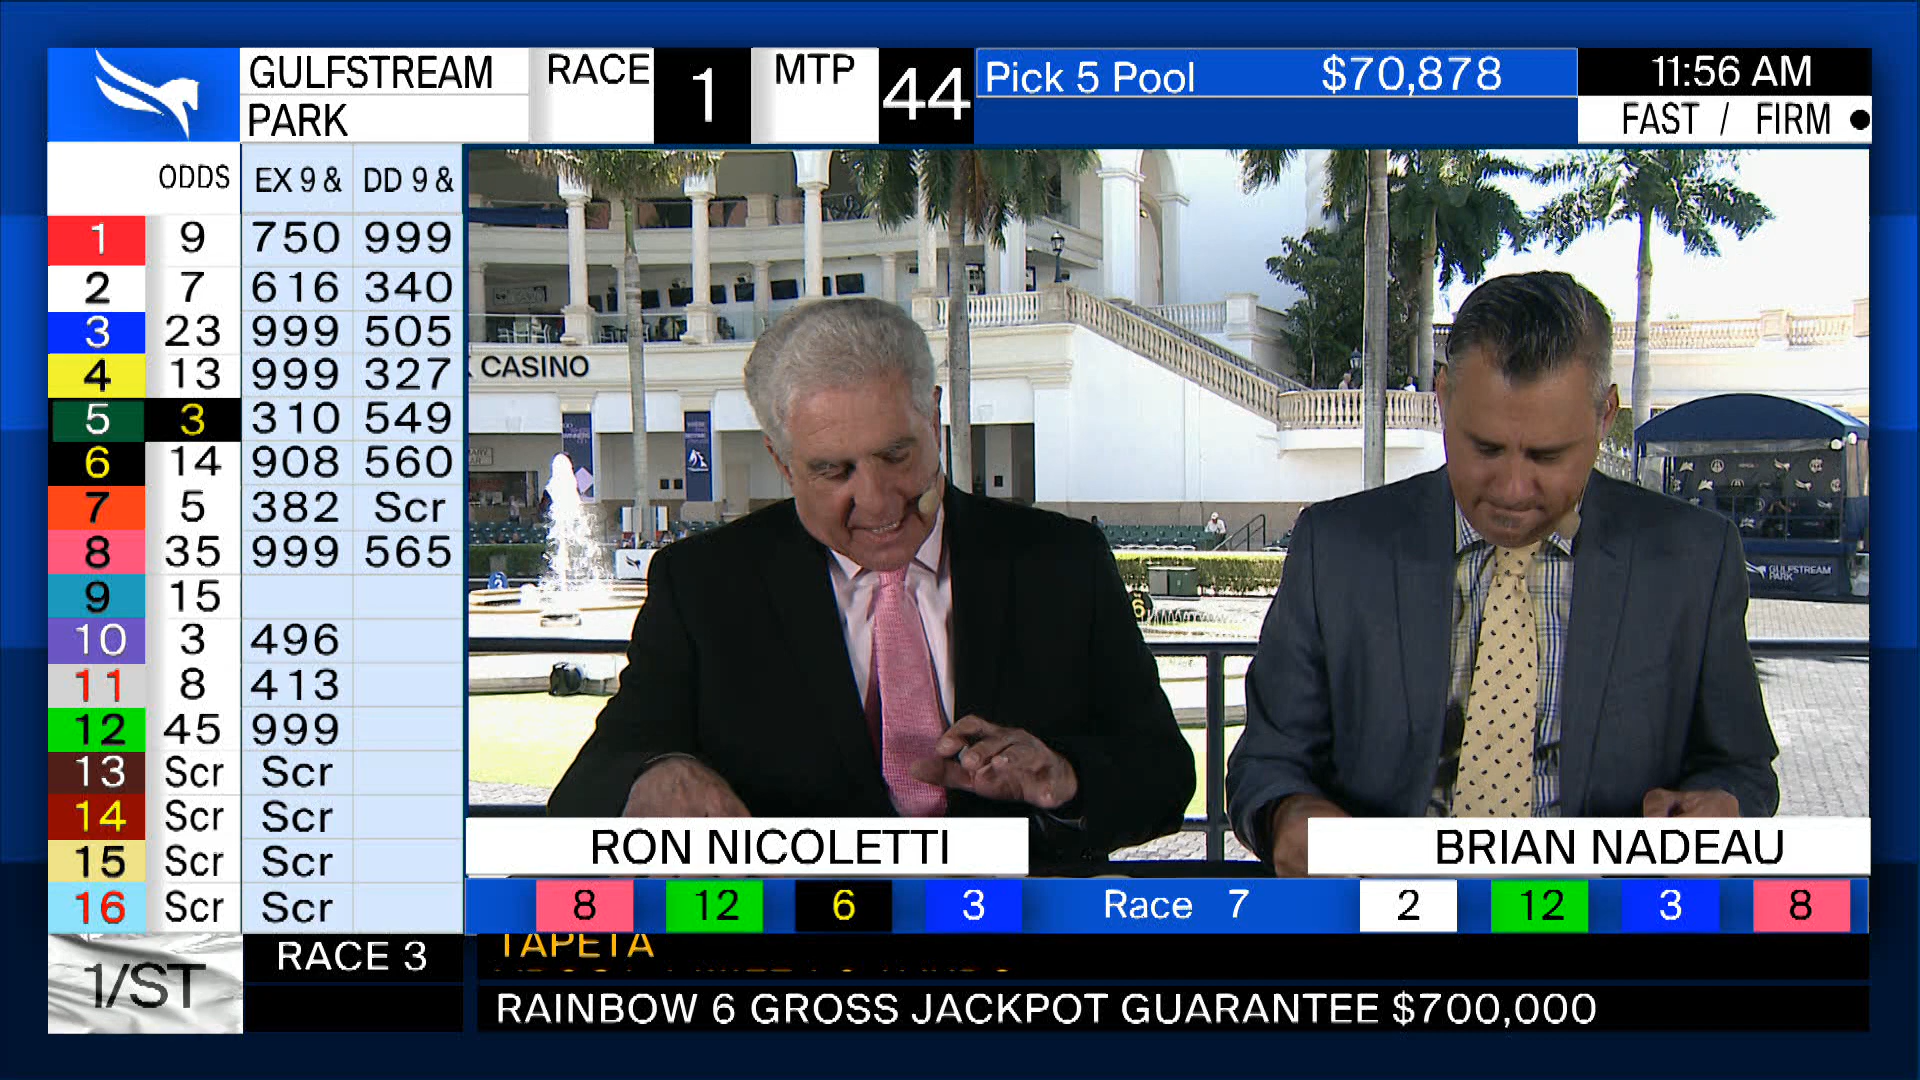 GULFSTREAM
PARK
RACE 1 MTP 44
Pick 5 Pool $70,878
11:56 AM
FAST / FIRM
ODDS EX 9 & DD 9 &
1 9 750 999
2 7 616 340
3 23 999 505
4 13 999 327
5 3 310 549
6 14 908 560
7 5 382 Scr
8 35 999 565
9 15
10 3 496
11 8 413
12 45 999
13 Scr Scr
14 Scr Scr
15 Scr Scr
16 Scr Scr
CASINO
GULFSTREAM
PARK
6
RON NICOLETTI
BRIAN NADEAU
8 12 6 3 Race 7 2 12 3 8
1/ST
RACE 3
TAPETA
RAINBOW 6 GROSS JACKPOT GUARANTEE $700,000